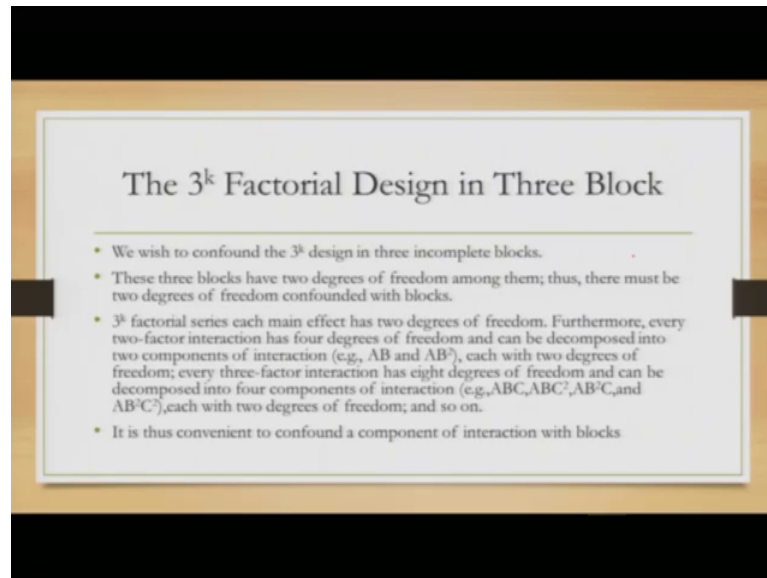 The 3ᵏ Factorial Design in Three Block
• We wish to confound the 3ᵏ design in three incomplete blocks.
• These three blocks have two degrees of freedom among them; thus, there must be
two degrees of freedom confounded with blocks.
• 3ᵏ factorial series each main effect has two degrees of freedom. Furthermore, every
two-factor interaction has four degrees of freedom and can be decomposed into
two components of interaction (e.g., AB and AB²), each with two degrees of
freedom; every three-factor interaction has eight degrees of freedom and can be
decomposed into four components of interaction (e.g.,ABC,ABC²,AB²C,and
AB²C²),each with two degrees of freedom; and so on.
• It is thus convenient to confound a component of interaction with blocks